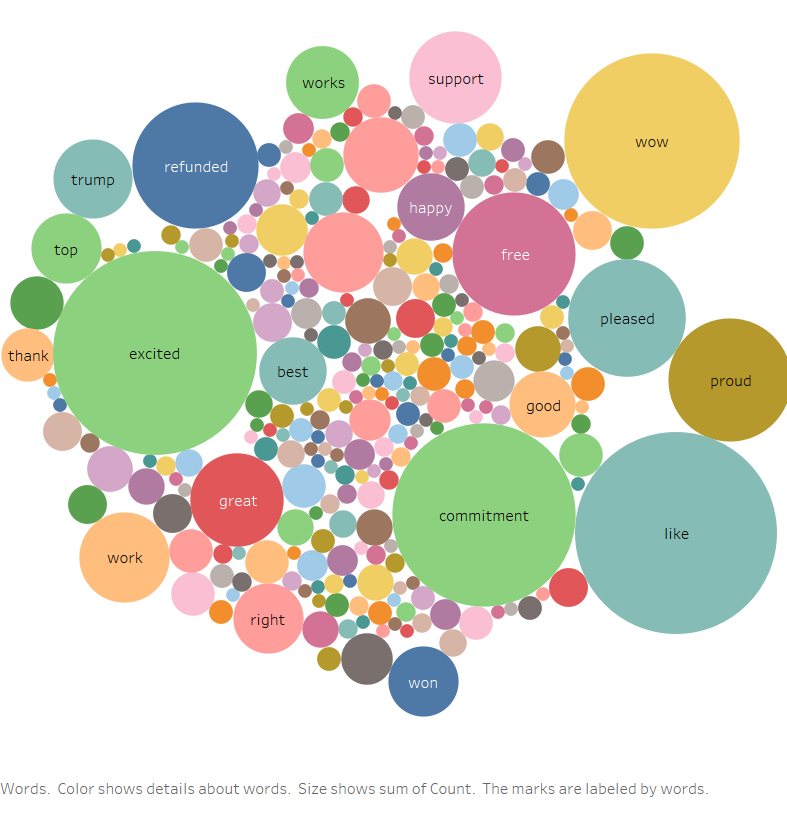 works
support
wow
refunded
trump
happy
top
free
pleased
excited
thank
best
proud
good
great
commitment
like
work
right
won
Words. Color shows details about words. Size shows sum of Count. The marks are labeled by words.